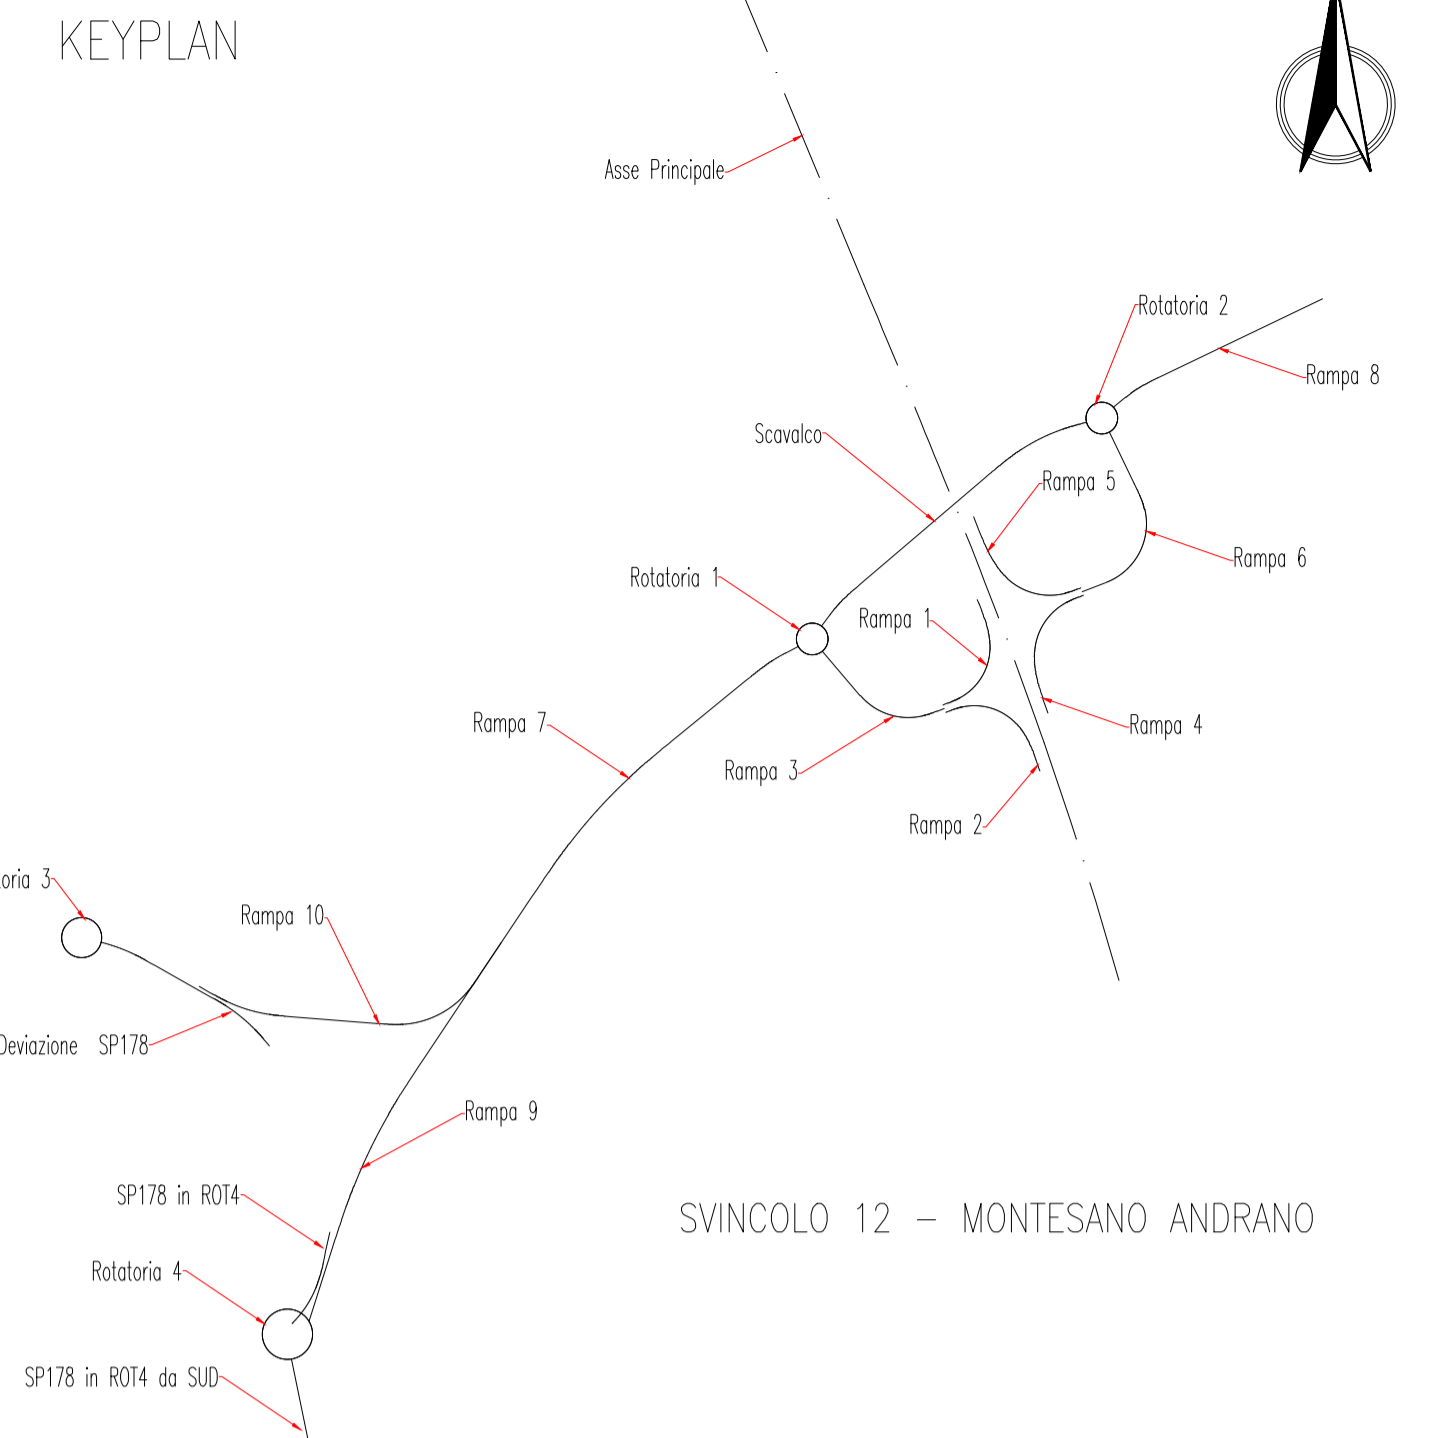 KEYPLAN
Asse Principale
Rotatoria 2
Rampa 8
Scavalco
Rampa 5
Rampa 6
Rotatoria 1
Rampa 1
Rampa 7
Rampa 4
Rampa 3
Rampa 2
oria 3
Rampa 10
Deviazione SP178
Rampa 9
SP178 in ROT4
SVINCOLO 12 - MONTESANO ANDRANO
Rotatoria 4
SP178 in ROT4 da SUD